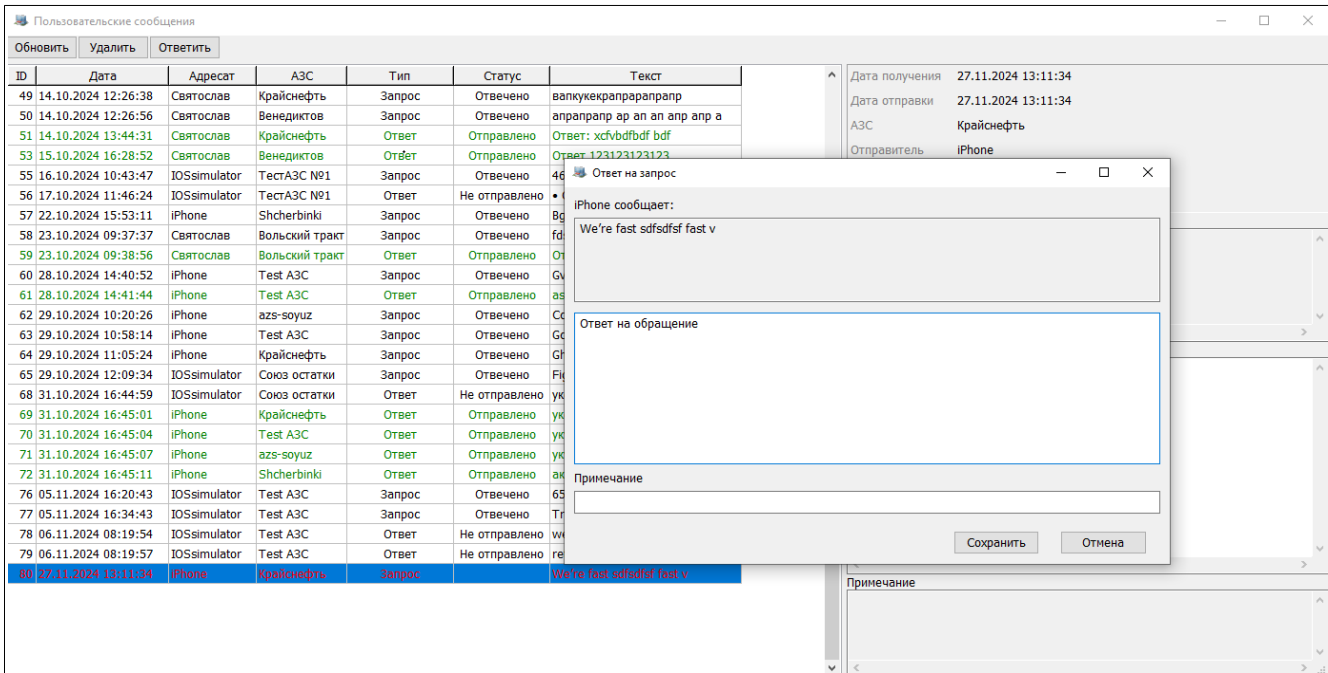 Пользовательские сообщения
Обновить Удалить Ответить
ID Дата Адресат АЗС Тип Статус Текст
49 14.10.2024 12:26:38 Святослав Крайснефть Запрос Отвечено вапкукекрапрарапрапр
50 14.10.2024 12:26:56 Святослав Венедиктов Запрос Отвечено апрапрапр ар ап ап апр апр а
51 14.10.2024 13:44:31 Святослав Крайснефть Ответ Отправлено Ответ: xcfvbdfbdf bdf
53 15.10.2024 16:28:52 Святослав Венедиктов Ответ Отправлено Ответ 123123123123
55 16.10.2024 10:43:47 IOSsimulator ТестАЗС №1 Запрос Отвечено 46
56 17.10.2024 11:46:24 IOSsimulator ТестАЗС №1 Ответ Не отправлено •
57 22.10.2024 15:53:11 iPhone Shcherbinki Запрос Отвечено Bg
58 23.10.2024 09:37:37 Святослав Вольский тракт Запрос Отвечено fd
59 23.10.2024 09:38:56 Святослав Вольский тракт Ответ Отправлено От
60 28.10.2024 14:40:52 iPhone Test АЗС Запрос Отвечено Gv
61 28.10.2024 14:41:44 iPhone Test АЗС Ответ Отправлено as
62 29.10.2024 10:20:26 iPhone azs-soyuz Запрос Отвечено
63 29.10.2024 10:58:14 iPhone Test АЗС Запрос Отвечено
64 29.10.2024 11:05:24 iPhone Крайснефть Запрос Отвечено Gh
65 29.10.2024 12:09:34 IOSsimulator Союз остатки Запрос Отвечено Fi
68 31.10.2024 16:44:59 IOSsimulator Союз остатки Ответ Не отправлено ук
69 31.10.2024 16:45:01 iPhone Крайснефть Ответ Отправлено ук
70 31.10.2024 16:45:04 iPhone Test АЗС Ответ Отправлено ук
71 31.10.2024 16:45:07 iPhone azs-soyuz Ответ Отправлено ук
72 31.10.2024 16:45:11 iPhone Shcherbinki Ответ Отправлено ак
76 05.11.2024 16:20:43 IOSsimulator Test АЗС Запрос Отвечено 65
77 05.11.2024 16:34:43 IOSsimulator Test АЗС Запрос Отвечено Tr
78 06.11.2024 08:19:54 IOSsimulator Test АЗС Ответ Не отправлено we
79 06.11.2024 08:19:57 IOSsimulator Test АЗС Ответ Не отправлено re
80 27.11.2024 13:11:34 iPhone Крайснефть Запрос We're fast sdfsdfsf fast v
Дата получения 27.11.2024 13:11:34
Дата отправки 27.11.2024 13:11:34
АЗС Крайснефть
Отправитель iPhone
Ответ на запрос
iPhone сообщает:
We're fast sdfsdfsf fast v
Ответ на обращение
Примечание
Сохранить Отмена
Примечание